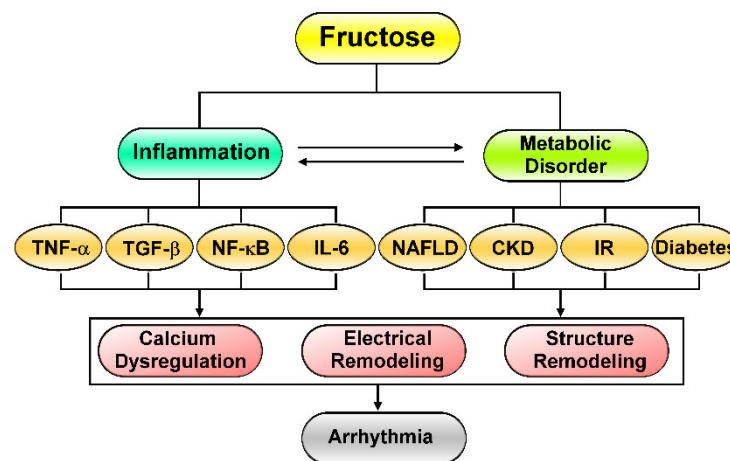 Fructose
Inflammation
Metabolic
Disorder
TNF-α
TGF-β
NF-κB
IL-6
NAFLD
CKD
IR
Diabetes
Calcium
Dysregulation
Electrical
Remodeling
Structure
Remodeling
Arrhythmia